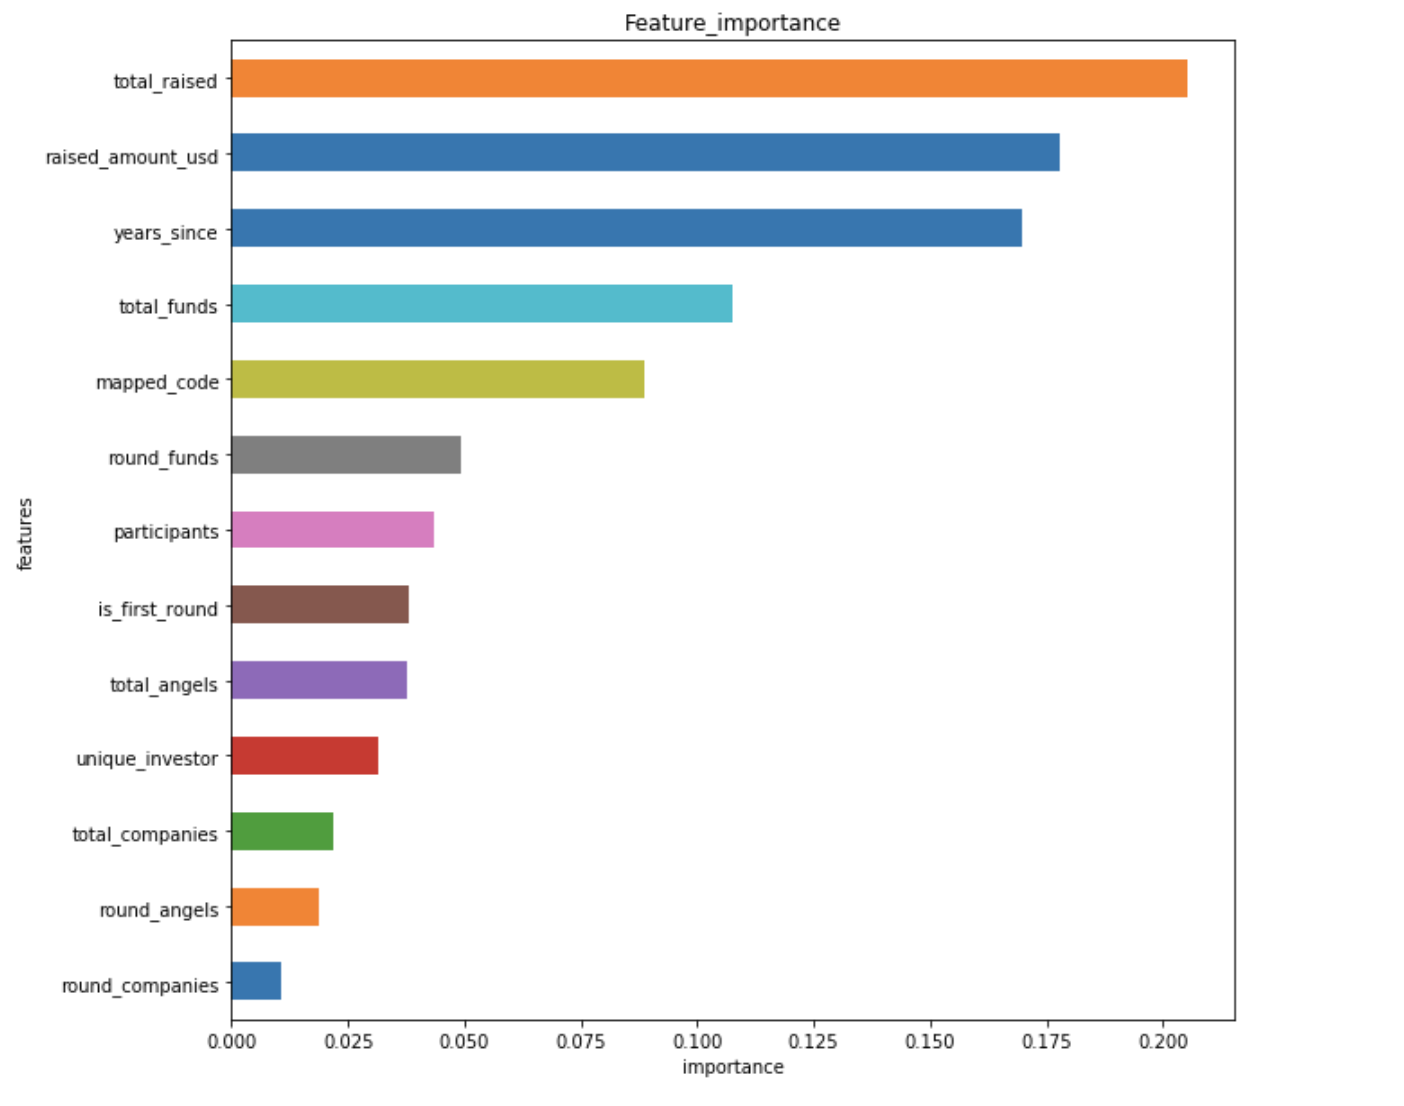 Feature_importance
total_raised
raised_amount_usd
years_since
total_funds
mapped_code
round_funds
participants
is_first_round
total_angels
unique_investor
total_companies
round_angels
round_companies
features
0.000 0.025 0.050 0.075 0.100 0.125 0.150 0.175 0.200
importance